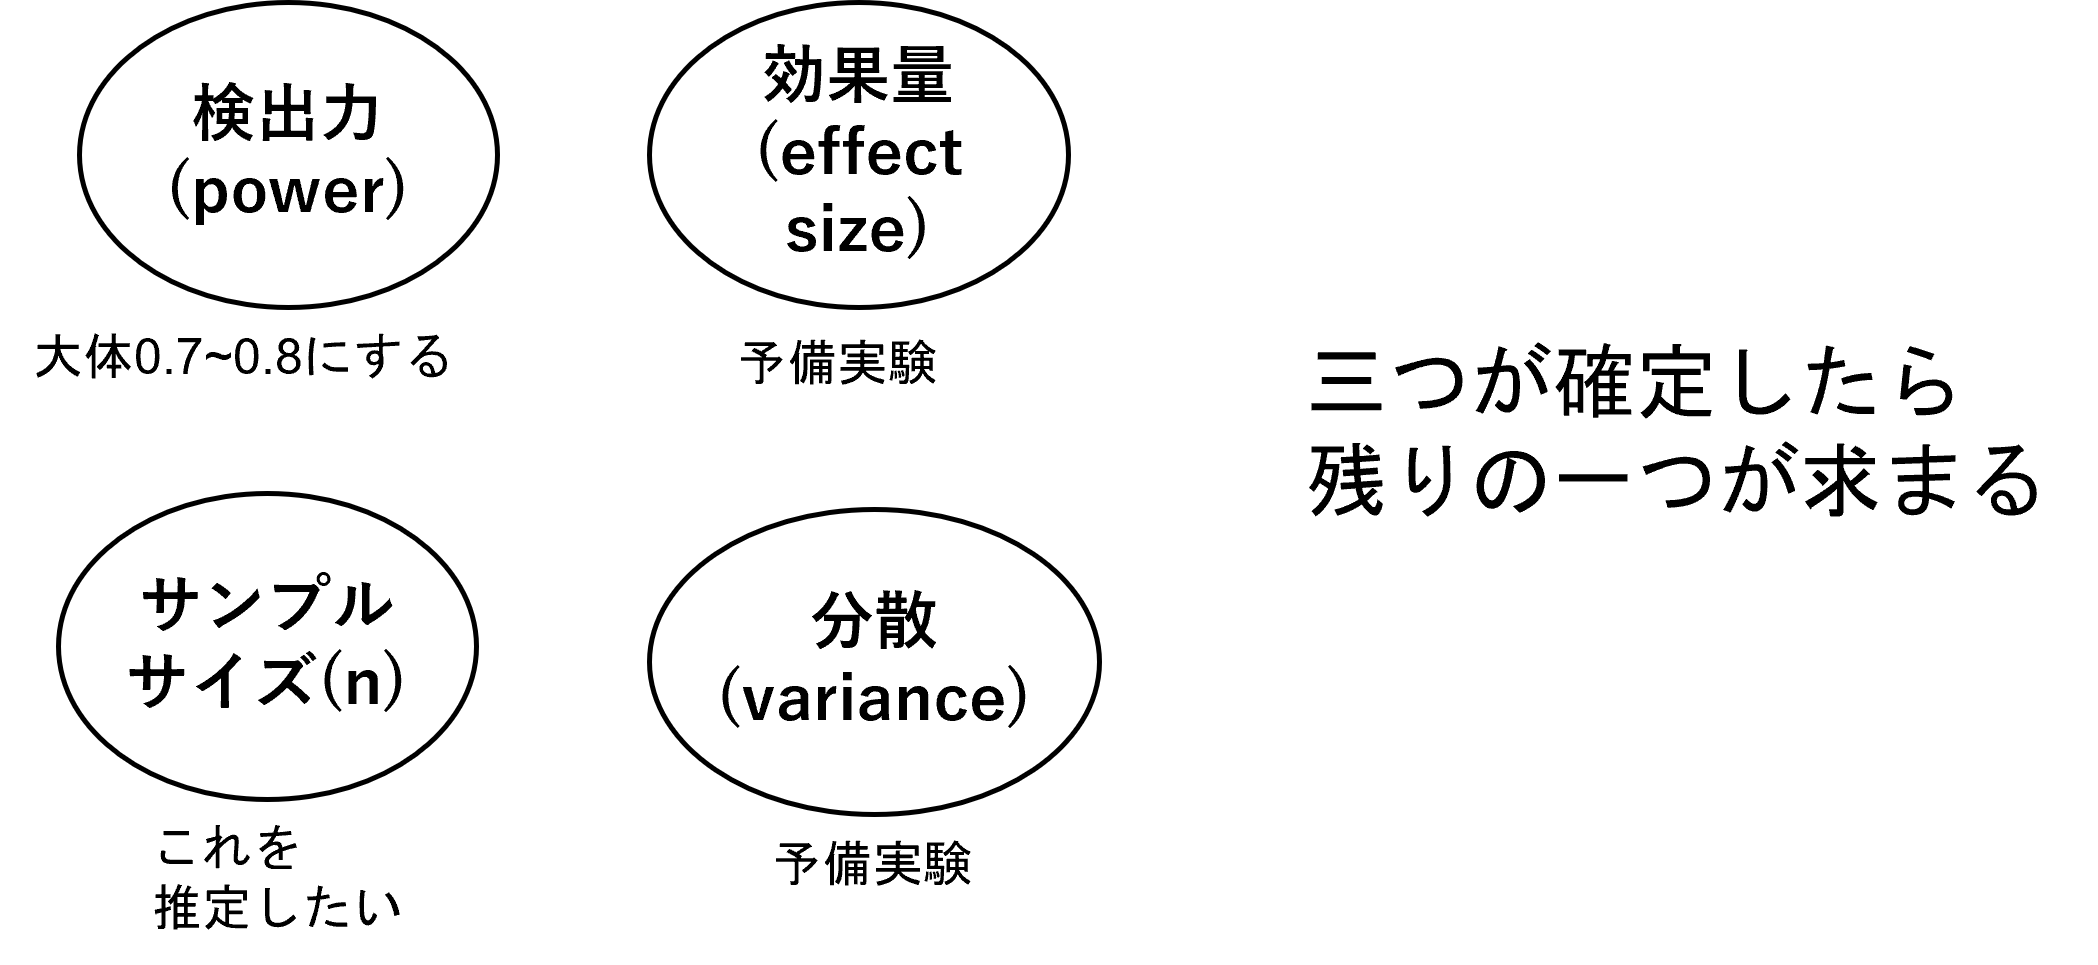 検出力
(power)
大体0.7~0.8にする
効果量
(effect
size)
予備実験
サンプル
サイズ(n)
これを
推定したい
分散
(variance)
予備実験
三つが確定したら
残りの一つが求まる